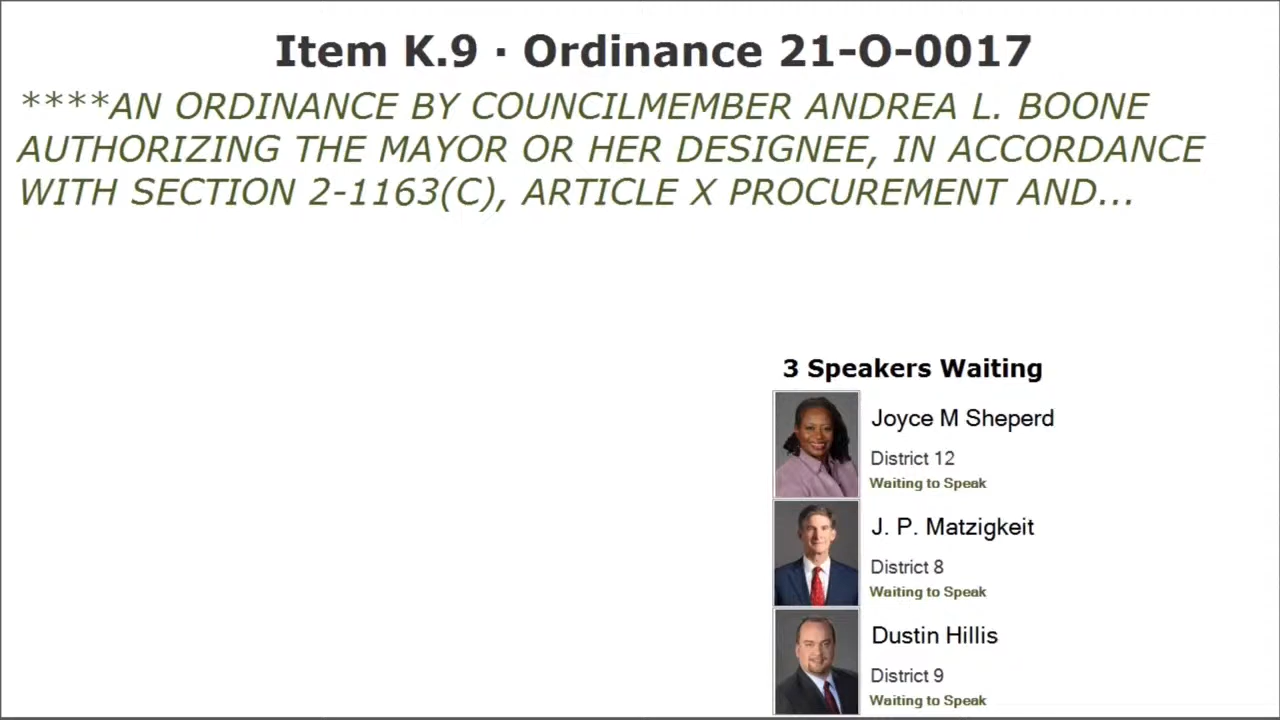 Item K.9 · Ordinance 21-O-0017
****AN ORDINANCE BY COUNCILMEMBER ANDREA L. BOONE
AUTHORIZING THE MAYOR OR HER DESIGNEE, IN ACCORDANCE
WITH SECTION 2-1163(C), ARTICLE X PROCUREMENT AND...
3 Speakers Waiting
Joyce M Sheperd
District 12
Waiting to Speak
J. P. Matzigkeit
District 8
Waiting to Speak
Dustin Hillis
District 9
Waiting to Speak